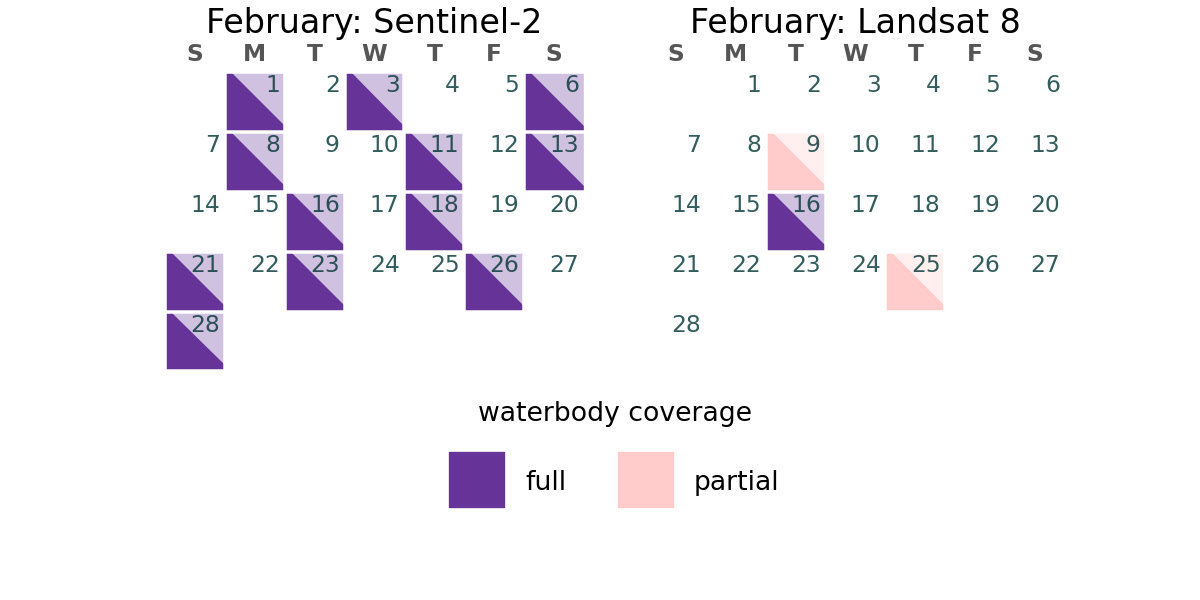 February: Sentinel-2
S M T W T F S
1 2 3 4 5 6
7 8 9 10 11 12 13
14 15 16 17 18 19 20
21 22 23 24 25 26 27
28
February: Landsat 8
S M T W T F S
1 2 3 4 5 6
7 8 9 10 11 12 13
14 15 16 17 18 19 20
21 22 23 24 25 26 27
28
waterbody coverage
full partial